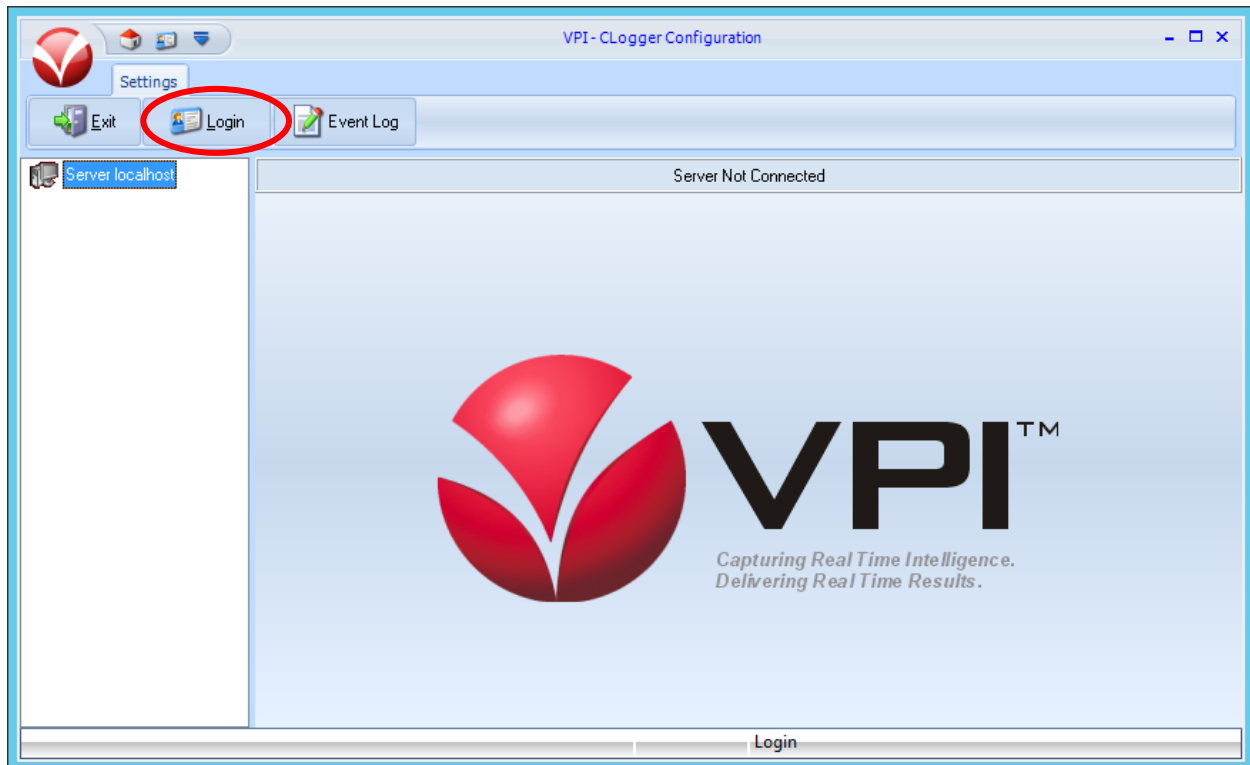 VPI - CLogger Configuration
Settings
Exit Login Event Log
Server localhost
Server Not Connected
VPI™
Capturing Real Time Intelligence.
Delivering Real Time Results.
Login